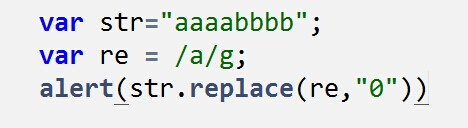 var str="aaaabbbb";
var re = /a/g;
alert(str.replace(re,"0"))